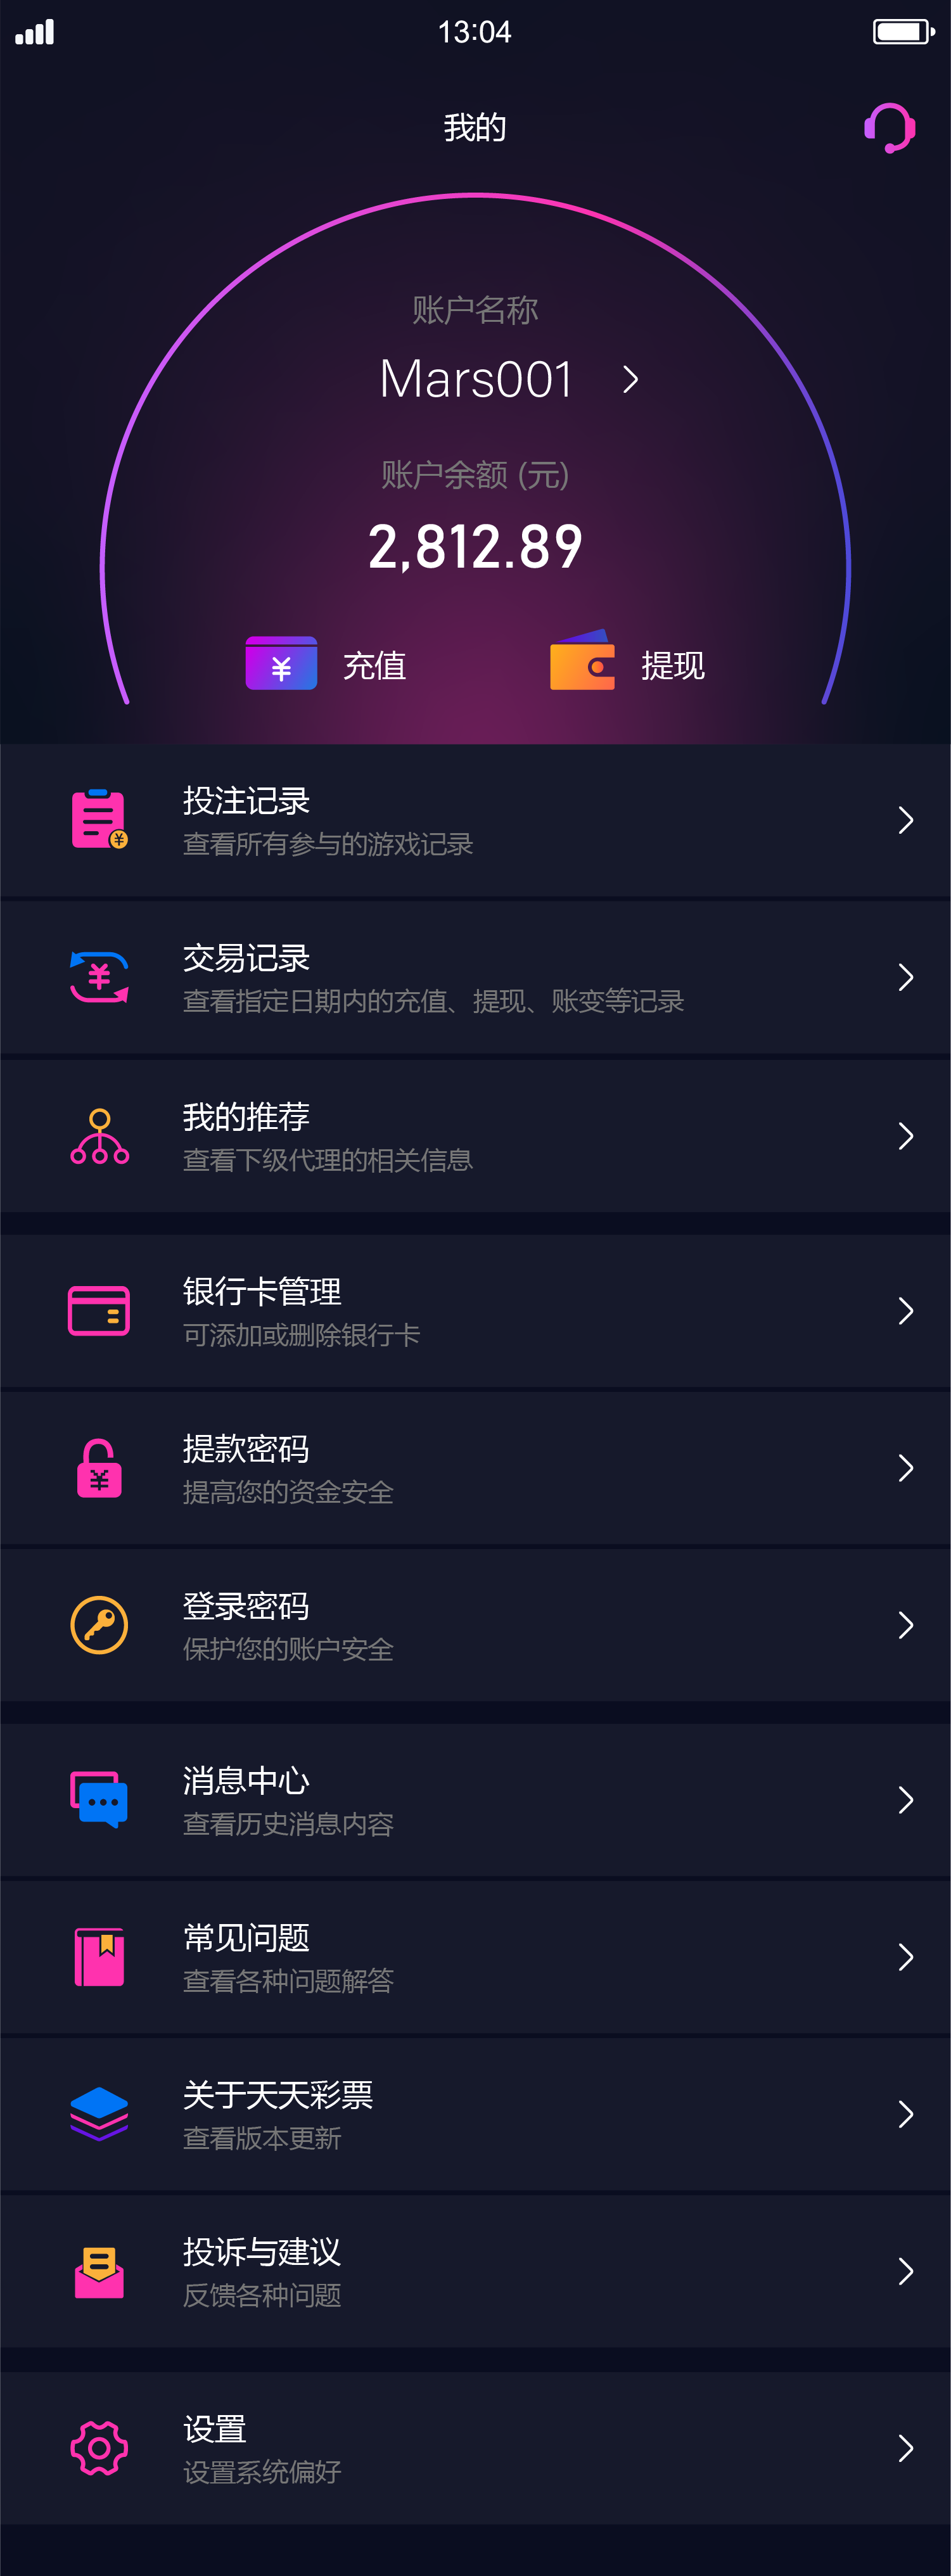 13:04
我的
账户名称
Mars001
账户余额 (元)
2,812.89
充值
提现
投注记录
查看所有参与的游戏记录
交易记录
查看指定日期内的充值、提现、账变等记录
我的推荐
查看下级代理的相关信息
银行卡管理
可添加或删除银行卡
提款密码
提高您的资金安全
登录密码
保护您的账户安全
消息中心
查看历史消息内容
常见问题
查看各种问题解答
关于天天彩票
查看版本更新
投诉与建议
反馈各种问题
设置
设置系统偏好